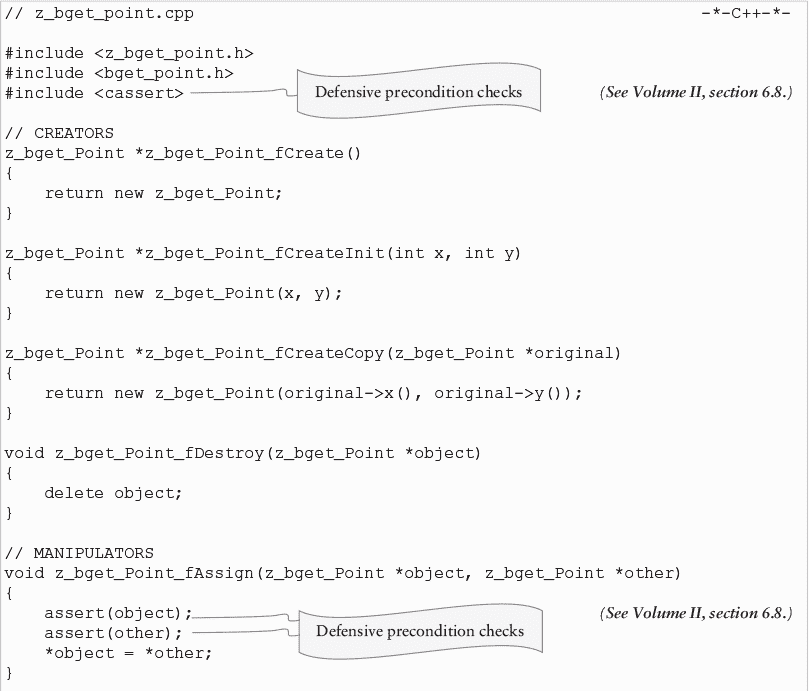 // z_bget_point.cpp -*-C++-*-
#include <z_bget_point.h>
#include <bget_point.h>
#include <cassert> Defensive precondition checks (See Volume II, section 6.8.)
// CREATORS
z_bget_Point *z_bget_Point_fCreate()
{
    return new z_bget_Point;
}
z_bget_Point *z_bget_Point_fCreateInit(int x, int y)
{
    return new z_bget_Point(x, y);
}
z_bget_Point *z_bget_Point_fCreateCopy(z_bget_Point *original)
{
    return new z_bget_Point(original->x(), original->y());
}
void z_bget_Point_fDestroy(z_bget_Point *object)
{
    delete object;
}
// MANIPULATORS
void z_bget_Point_fAssign(z_bget_Point *object, z_bget_Point *other)
{
    assert(object); (See Volume II, section 6.8.)
    assert(other); Defensive precondition checks
    *object = *other;
}